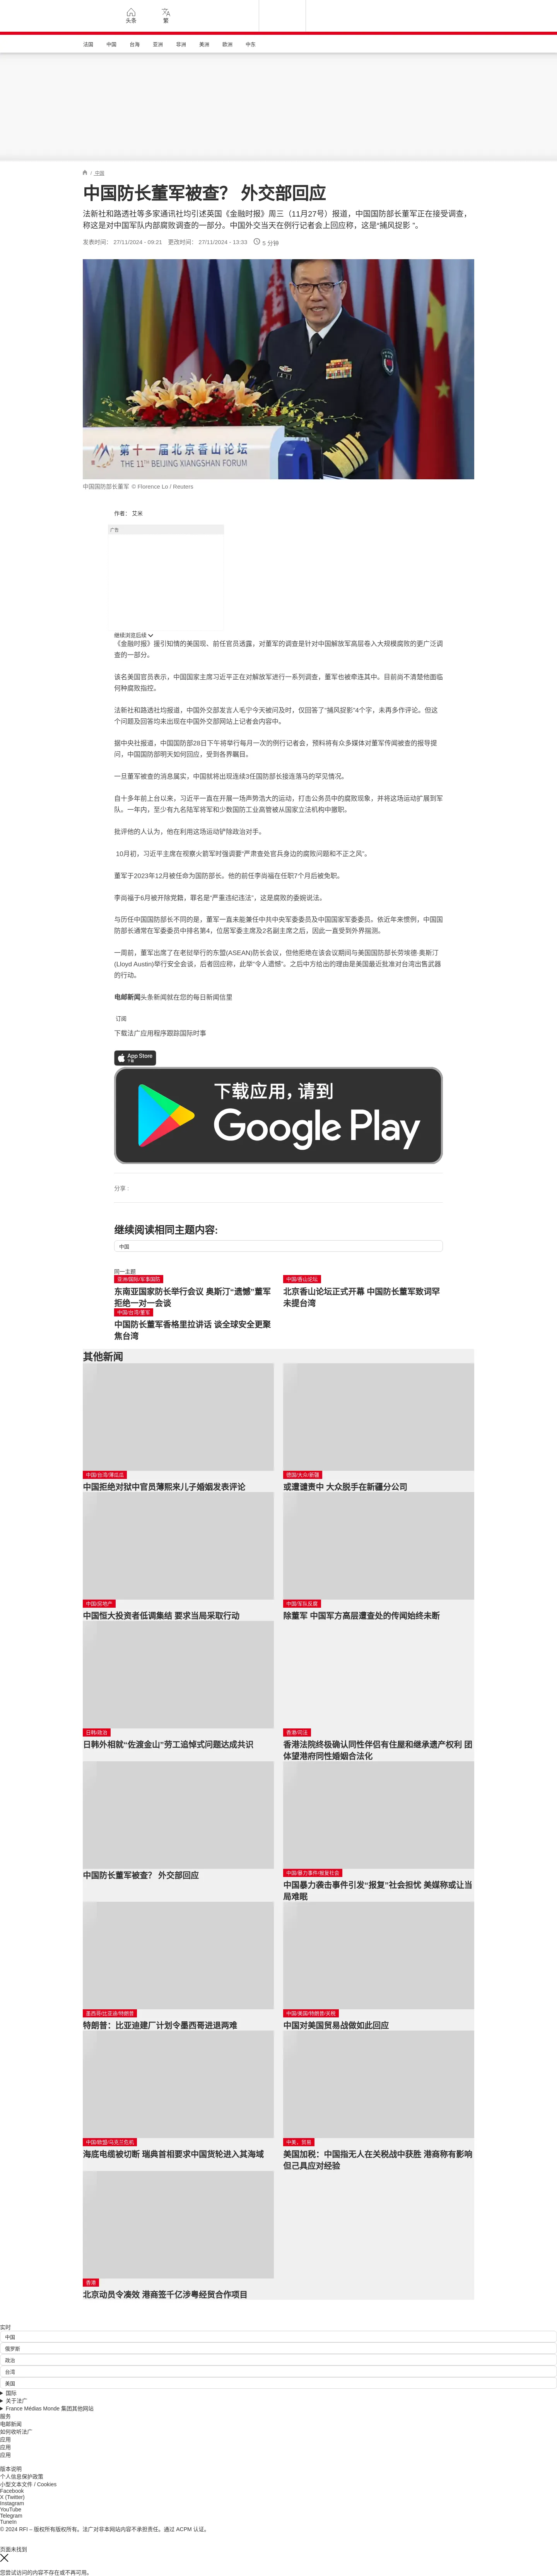 头条
繁
法国
中国
台海
亚洲
非洲
美洲
欧洲
中东
/ 中国
中国防长董军被查？ 外交部回应
法新社和路透社等多家通讯社均引述英国《金融时报》周三（11月27号）报道，中国国防部长董军正在接受调查，
称这是对中国军队内部腐败调查的一部分。中国外交当天在例行记者会上回应称，这是“捕风捉影 ”。
发表时间： 27/11/2024 - 09:21 更改时间： 27/11/2024 - 13:33 5 分钟
第十一届北京香山论坛
THE 11TH BEIJING XIANGSHAN FORUM
中国国防部长董军 © Florence Lo / Reuters
作者： 艾米
广告
继续浏览后续
《金融时报》援引知情的美国现、前任官员透露，对董军的调查是针对中国解放军高层卷入大规模腐败的更广泛调
查的一部分。
该名美国官员表示，中国国家主席习近平正在对解放军进行一系列调查，董军也被牵连其中。目前尚不清楚他面临
何种腐败指控。
法新社和路透社均报道，中国外交部发言人毛宁今天被问及时，仅回答了“捕风捉影”4个字，未再多作评论。但这
个问题及回答均未出现在中国外交部网站上记者会内容中。
据中央社报道，中国国防部28日下午将举行每月一次的例行记者会，预料将有众多媒体对董军传闻被查的报导提
问，中国国防部明天如何回应，受到各界瞩目。
一旦董军被查的消息属实，中国就将出现连续3任国防部长接连落马的罕见情况。
自十多年前上台以来，习近平一直在开展一场声势浩大的运动，打击公务员中的腐败现象，并将这场运动扩展到军
队。一年内，至少有九名陆军将军和少数国防工业高管被从国家立法机构中撤职。
批评他的人认为，他在利用这场运动铲除政治对手。
10月初，习近平主席在视察火箭军时强调要“严肃查处官兵身边的腐败问题和不正之风”。
董军于2023年12月被任命为国防部长。他的前任李尚福在任职7个月后被免职。
李尚福于6月被开除党籍，罪名是“严重违纪违法”，这是腐败的委婉说法。
与历任中国国防部长不同的是，董军一直未能兼任中共中央军委委员及中国国家军委委员。依近年来惯例，中国国
防部长通常在军委委员中排名第4，位居军委主席及2名副主席之后，因此一直受到外界揣测。
一周前，董军出席了在老挝举行的东盟(ASEAN)防长会议，但他拒绝在该会议期间与美国国防部长劳埃德·奥斯汀
(Lloyd Austin)举行安全会谈，后者回应称，此举“令人遗憾”。之后中方给出的理由是美国最近批准对台湾出售武器
的行动。
电邮新闻头条新闻就在您的每日新闻信里
订阅
下载法广应用程序跟踪国际时事
App Store
下载
下载应用，请到
Google Play
分享 :
继续阅读相同主题内容:
中国
同一主题
亚洲/国际/军事国防
东南亚国家防长举行会议 奥斯汀“遗憾”董军
拒绝一对一会谈
中国/香山论坛
北京香山论坛正式开幕 中国防长董军致词罕
未提台湾
中国/台湾/董军
中国防长董军香格里拉讲话 谈全球安全更聚
焦台湾
其他新闻
中国/台湾/薄瓜瓜
中国拒绝对狱中官员薄熙来儿子婚姻发表评论
德国/大众/新疆
或遭谴责中 大众脱手在新疆分公司
中国/房地产
中国恒大投资者低调集结 要求当局采取行动
中国/军队反腐
除董军 中国军方高层遭查处的传闻始终未断
日韩/政治
日韩外相就“佐渡金山”劳工追悼式问题达成共识
香港/司法
香港法院终极确认同性伴侣有住屋和继承遗产权利 团
体望港府同性婚姻合法化
中国防长董军被查？ 外交部回应
中国/暴力事件/报复社会
中国暴力袭击事件引发“报复”社会担忧 美媒称或让当
局难眠
墨西哥/比亚迪/特朗普
特朗普：比亚迪建厂计划令墨西哥进退两难
中国/美国/特朗普/关税
中国对美国贸易战做如此回应
中国/欧盟/乌克兰危机
海底电缆被切断 瑞典首相要求中国货轮进入其海域
中美，贸易
美国加税：中国指无人在关税战中获胜 港商称有影响
但己具应对经验
香港
北京动员令凑效 港商签千亿涉粤经贸合作项目
实时
中国
俄罗斯
政治
台湾
美国
国际
关于法广
France Médias Monde 集团其他网站
服务
电邮新闻
如何收听法广
应用
应用
应用
版本说明
个人信息保护政策
小型文本文件 / Cookies
Facebook
X (Twitter)
Instagram
YouTube
Telegram
TuneIn
© 2024 RFI – 版权所有版权所有。法广对非本网站内容不承担责任。通过 ACPM 认证。
页面未找到
您尝试访问的内容不存在或不再可用。